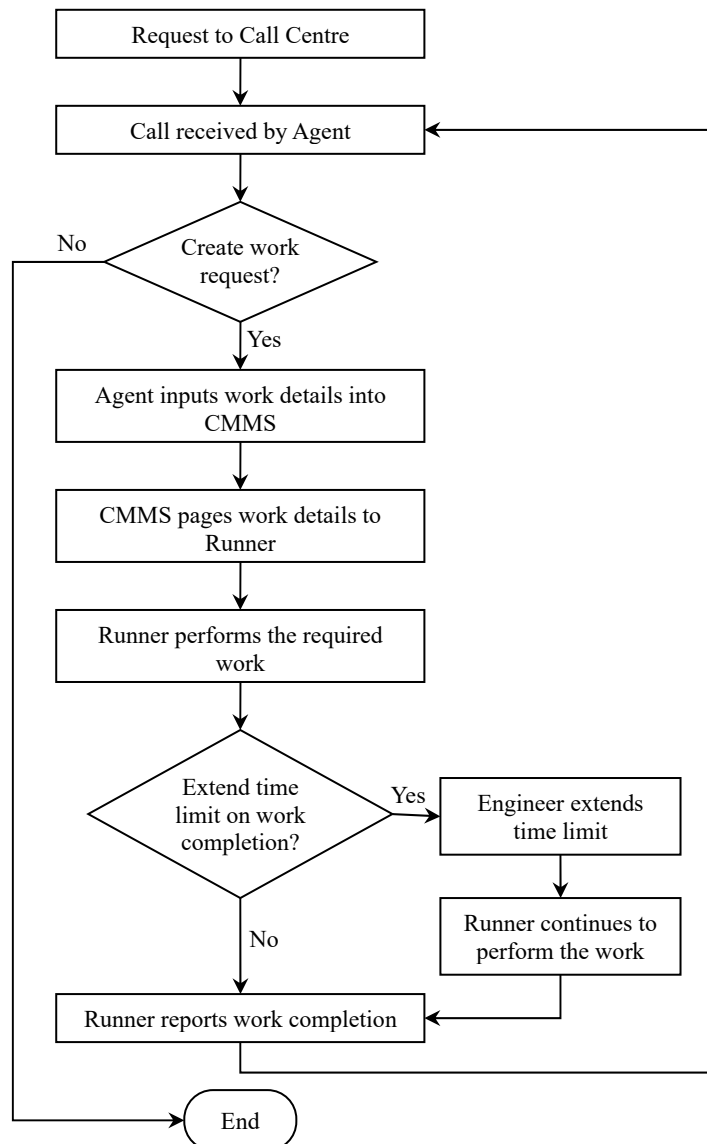 Request to Call Centre
Call received by Agent
No
Create work
request?
Yes
Agent inputs work details into
CMMS
CMMS pages work details to
Runner
Runner performs the required
work
Extend time
limit on work
completion?
Yes
Engineer extends
time limit
No
Runner continues to
perform the work
Runner reports work completion
End